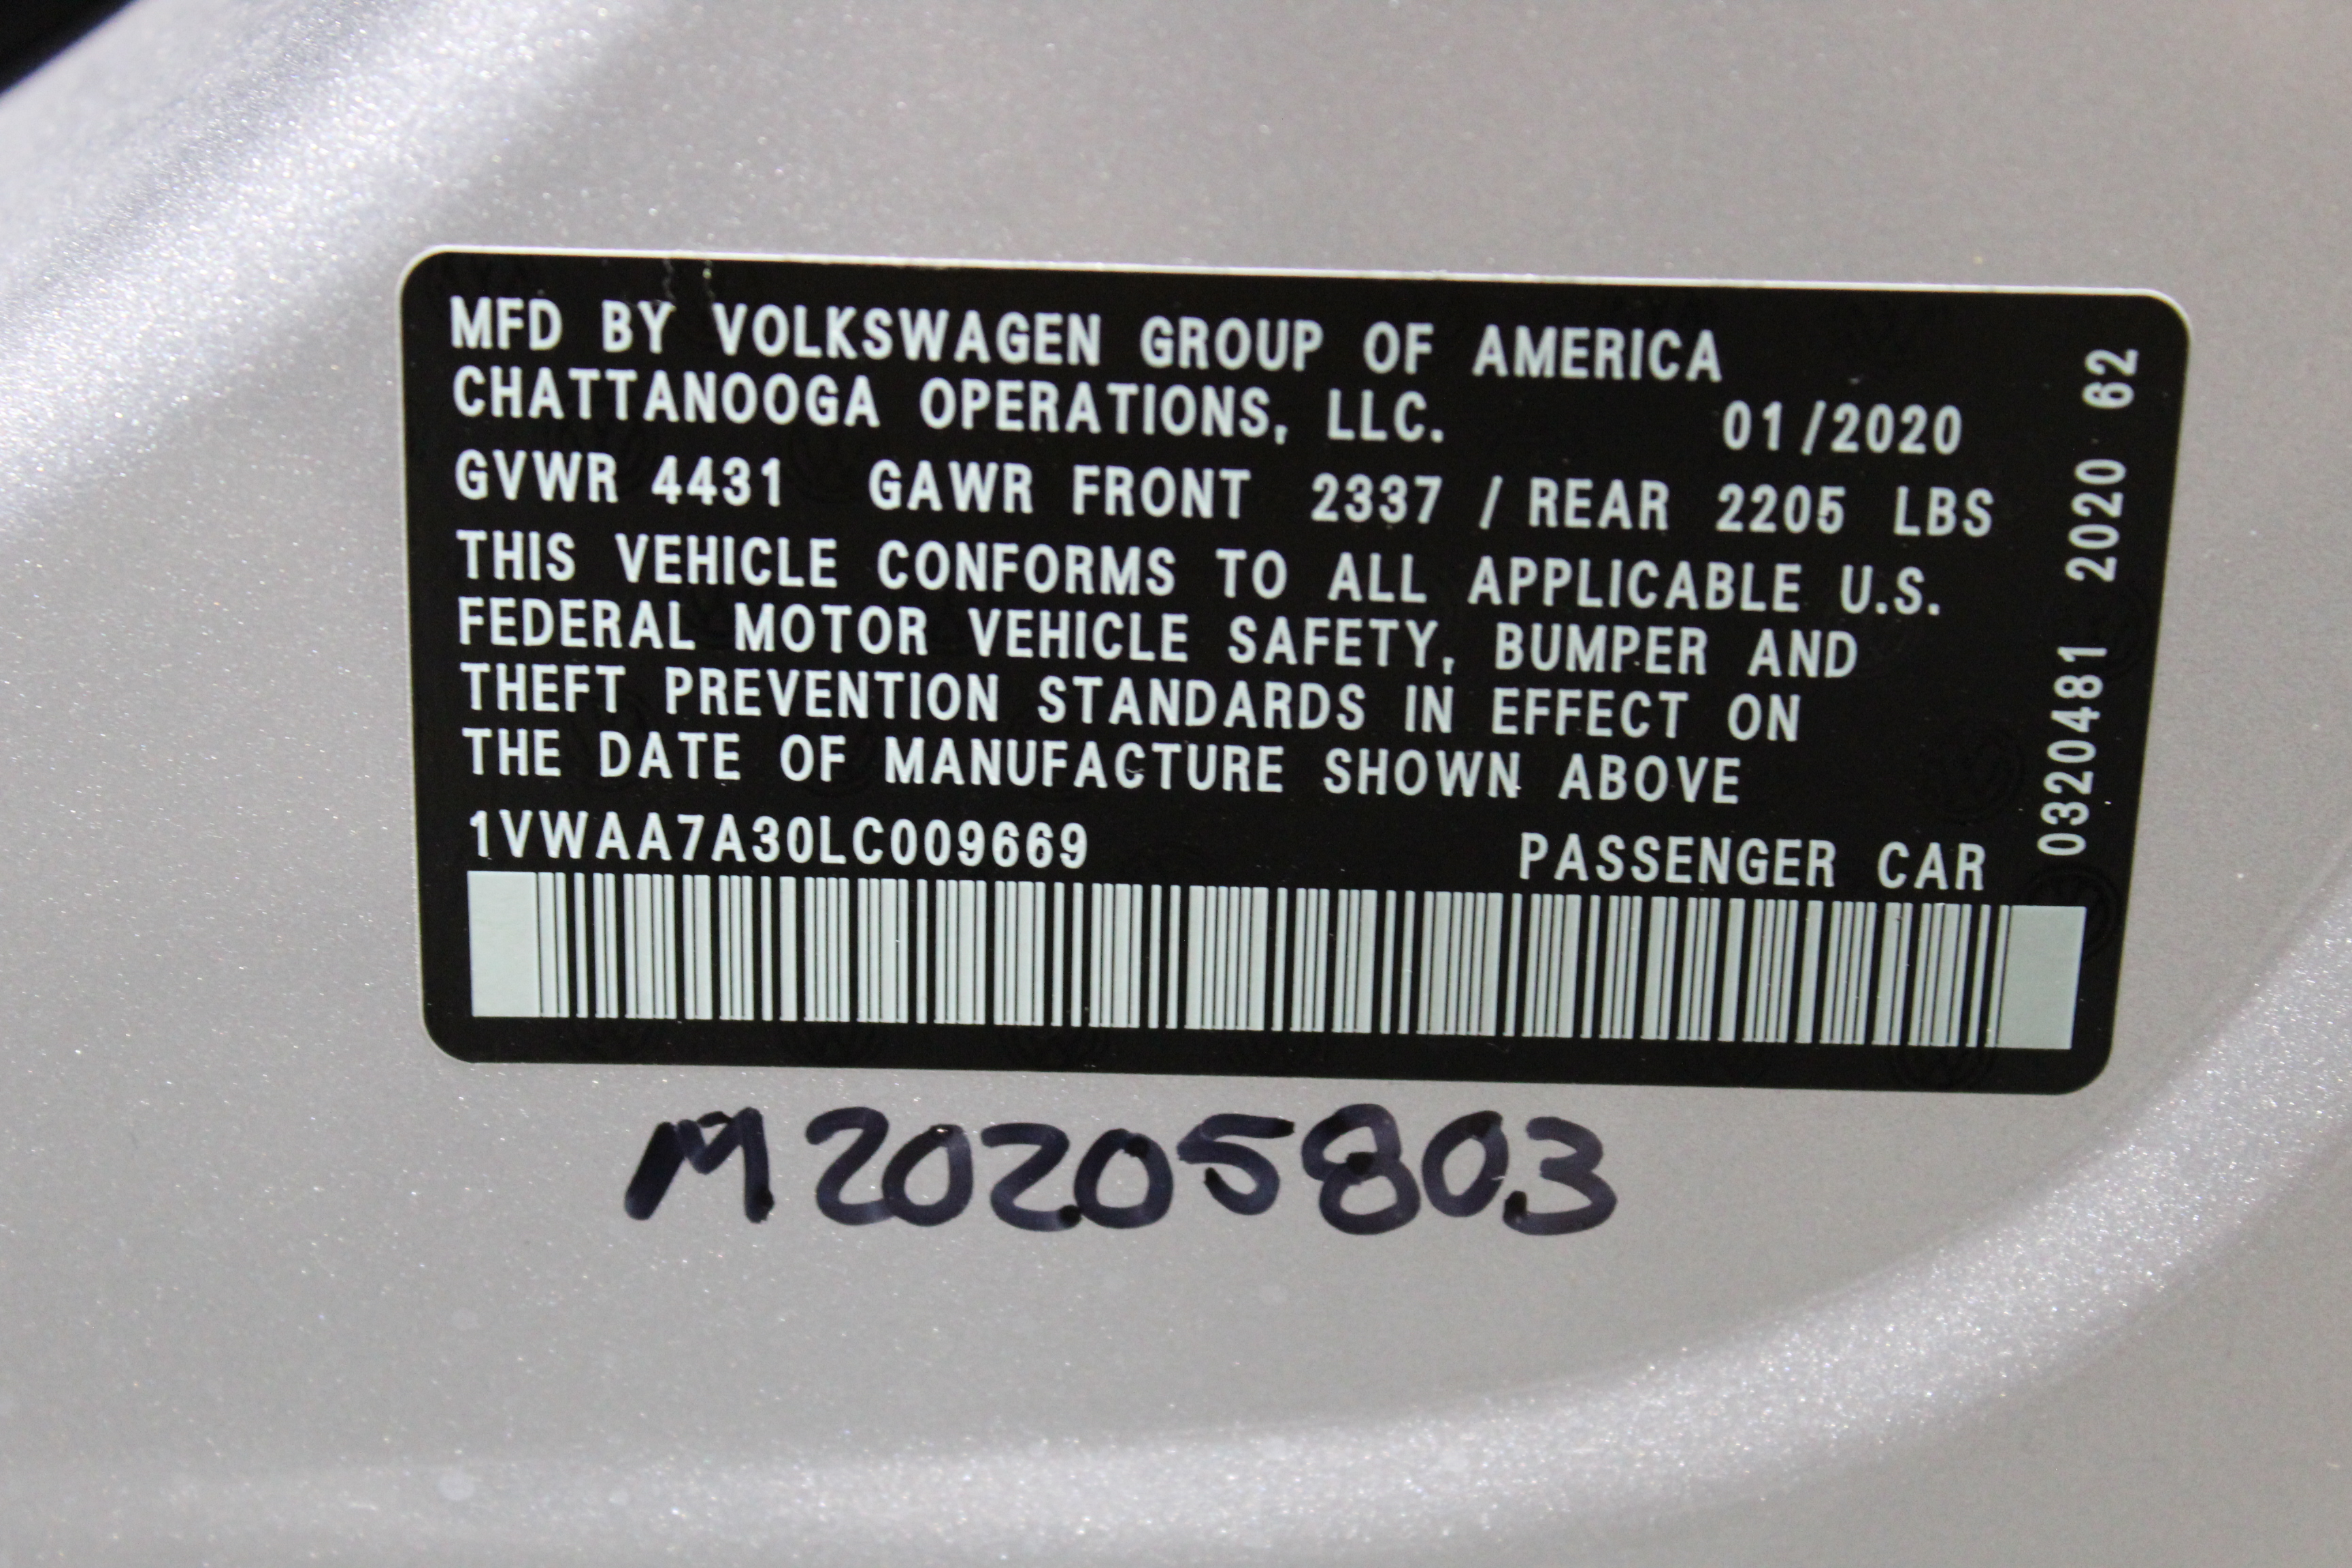 MFD BY VOLKSWAGEN GROUP OF AMERICA
CHATTANOOGA OPERATIONS, LLC. 01/2020
GVWR 4431 GAWR FRONT 2337 / REAR 2205 LBS
THIS VEHICLE CONFORMS TO ALL APPLICABLE U.S.
FEDERAL MOTOR VEHICLE SAFETY, BUMPER AND
THEFT PREVENTION STANDARDS IN EFFECT ON
THE DATE OF MANUFACTURE SHOWN ABOVE
1VWAA7A30LC009669 PASSENGER CAR
0320481 2020 62
M20205803